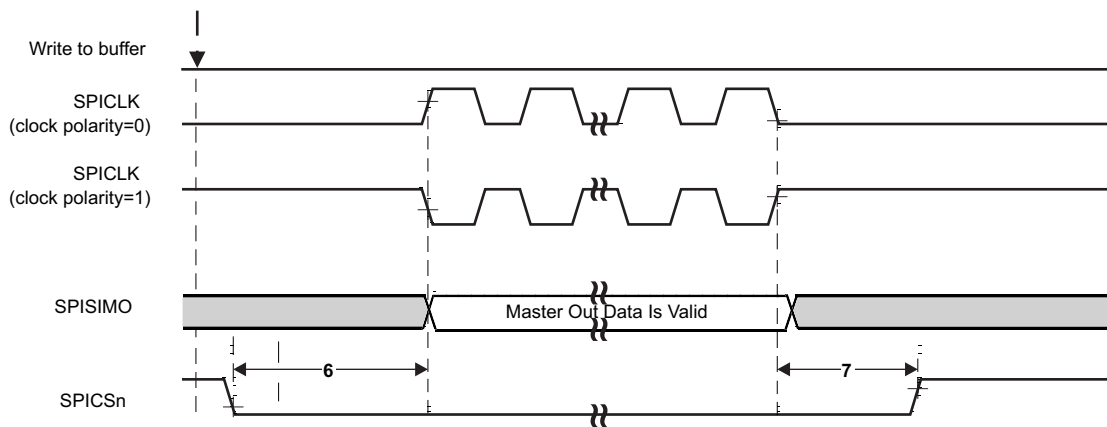 Write to buffer
SPICLK
(clock polarity=0)
SPICLK
(clock polarity=1)
SPISIMO
Master Out Data Is Valid
6
7
SPICSn